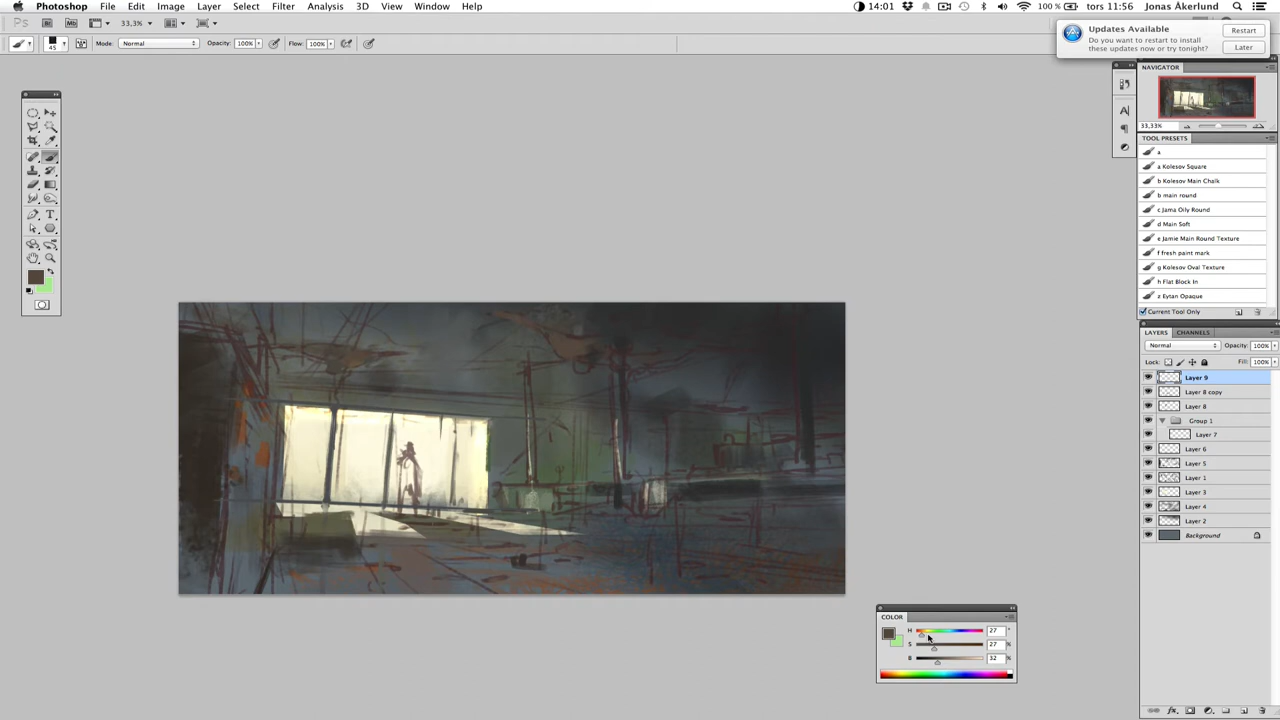 Photoshop File Edit Image Layer Select Filter Analysis 3D View Window Help 14:01 100 % tors 11:56 Jonas Åkerlund
Ps Br Mb 33,3%
45 Mode: Normal Opacity: 100% Flow: 100%
Updates Available
Do you want to restart to install
these updates now or try tonight?
Restart
Later
NAVIGATOR
33,33%
TOOL PRESETS
a
a Kolesov Square
b Kolesov Main Chalk
b main round
c Jama Oily Round
d Main Soft
e Jamie Main Round Texture
f fresh paint mark
g Kolesov Oval Texture
h Flat Block In
z Eytan Opaque
Current Tool Only
LAYERS CHANNELS
Normal Opacity: 100%
Lock: Fill: 100%
Layer 9
Layer 8 copy
Layer 8
Group 1
Layer 7
Layer 6
Layer 5
Layer 1
Layer 3
Layer 4
Layer 2
Background
COLOR
H 27 °
S 27 %
B 32 %